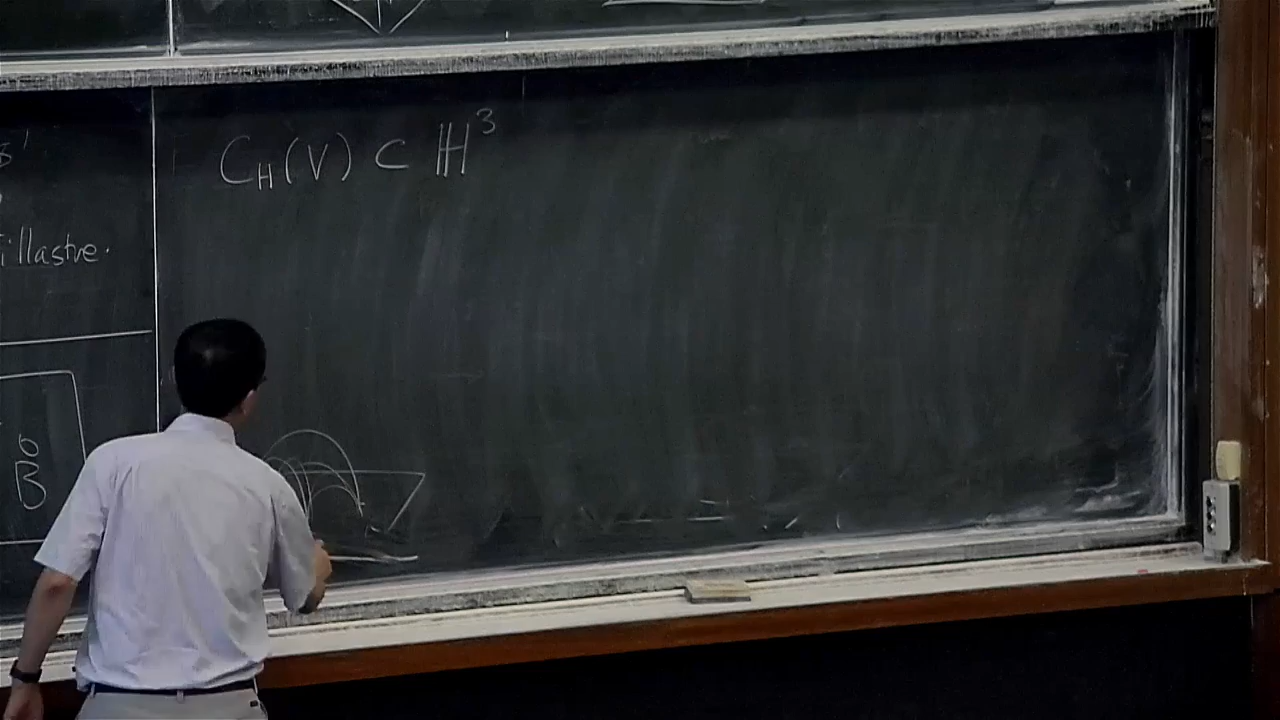 illastre.
C_H(V) ⊂ ℍ³